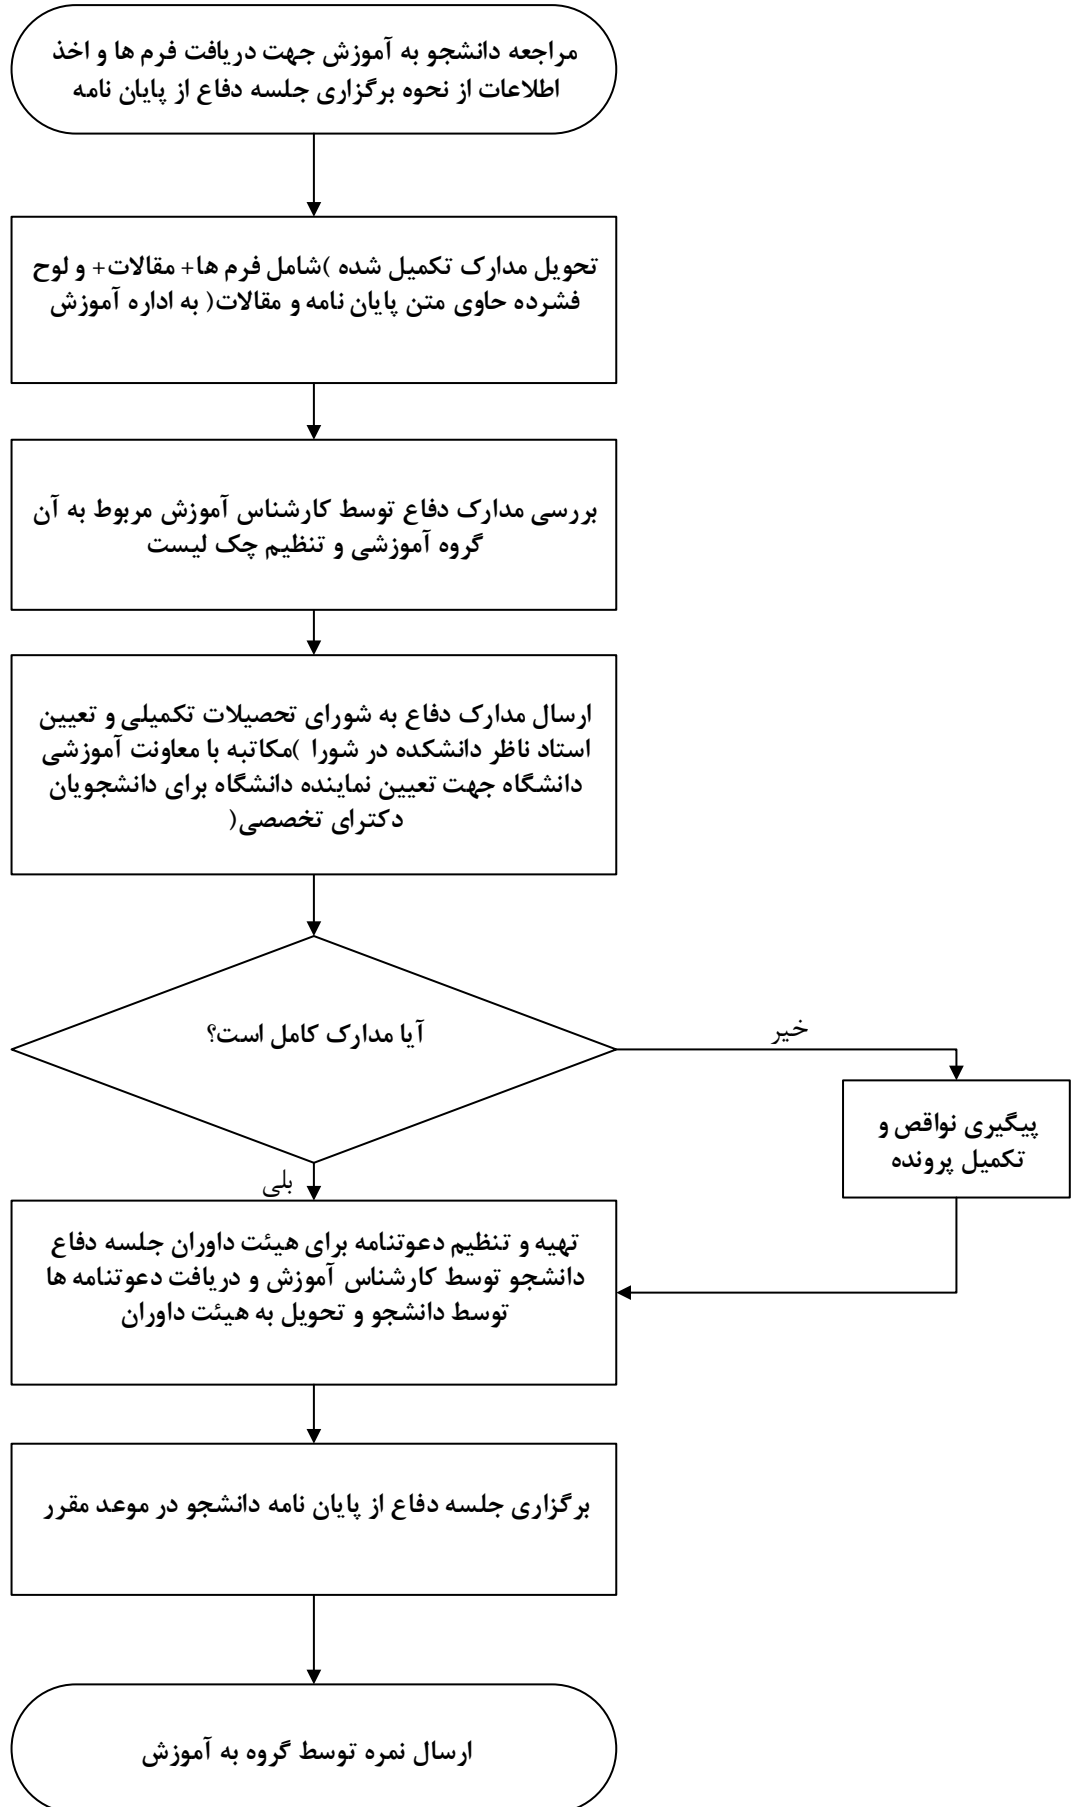 مراجعه دانشجو به آموزش جهت دریافت فرم ها و اخذ
اطلاعات از نحوه برگزاری جلسه دفاع از پایان نامه
تحویل مدارک تکمیل شده )شامل فرم ها+ مقالات+ و لوح
فشرده حاوی متن پایان نامه و مقالات( به اداره آموزش
بررسی مدارک دفاع توسط کارشناس آموزش مربوط به آن
گروه آموزشی و تنظیم چک لیست
ارسال مدارک دفاع به شورای تحصیلات تکمیلی و تعیین
استاد ناظر دانشکده در شورا )مکاتبه با معاونت آموزشی
دانشگاه جهت تعیین نماینده دانشگاه برای دانشجویان
دکترای تخصصی(
آیا مدارک کامل است؟
خیر
پیگیری نواقص و
تکمیل پرونده
بلی
تهیه و تنظیم دعوتنامه برای هیئت داوران جلسه دفاع
دانشجو توسط کارشناس آموزش و دریافت دعوتنامه ها
توسط دانشجو و تحویل به هیئت داوران
برگزاری جلسه دفاع از پایان نامه دانشجو در موعد مقرر
ارسال نمره توسط گروه به آموزش